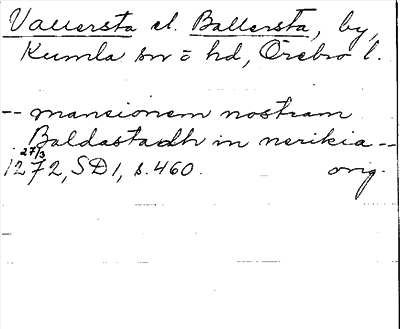 Vallersta el. Ballersta, by,
Kumla sn o hd, Örebro l.
-- mansionem nostram
Baldastadh in nerikia --
27/3
1272, SD1, s. 460. orig.